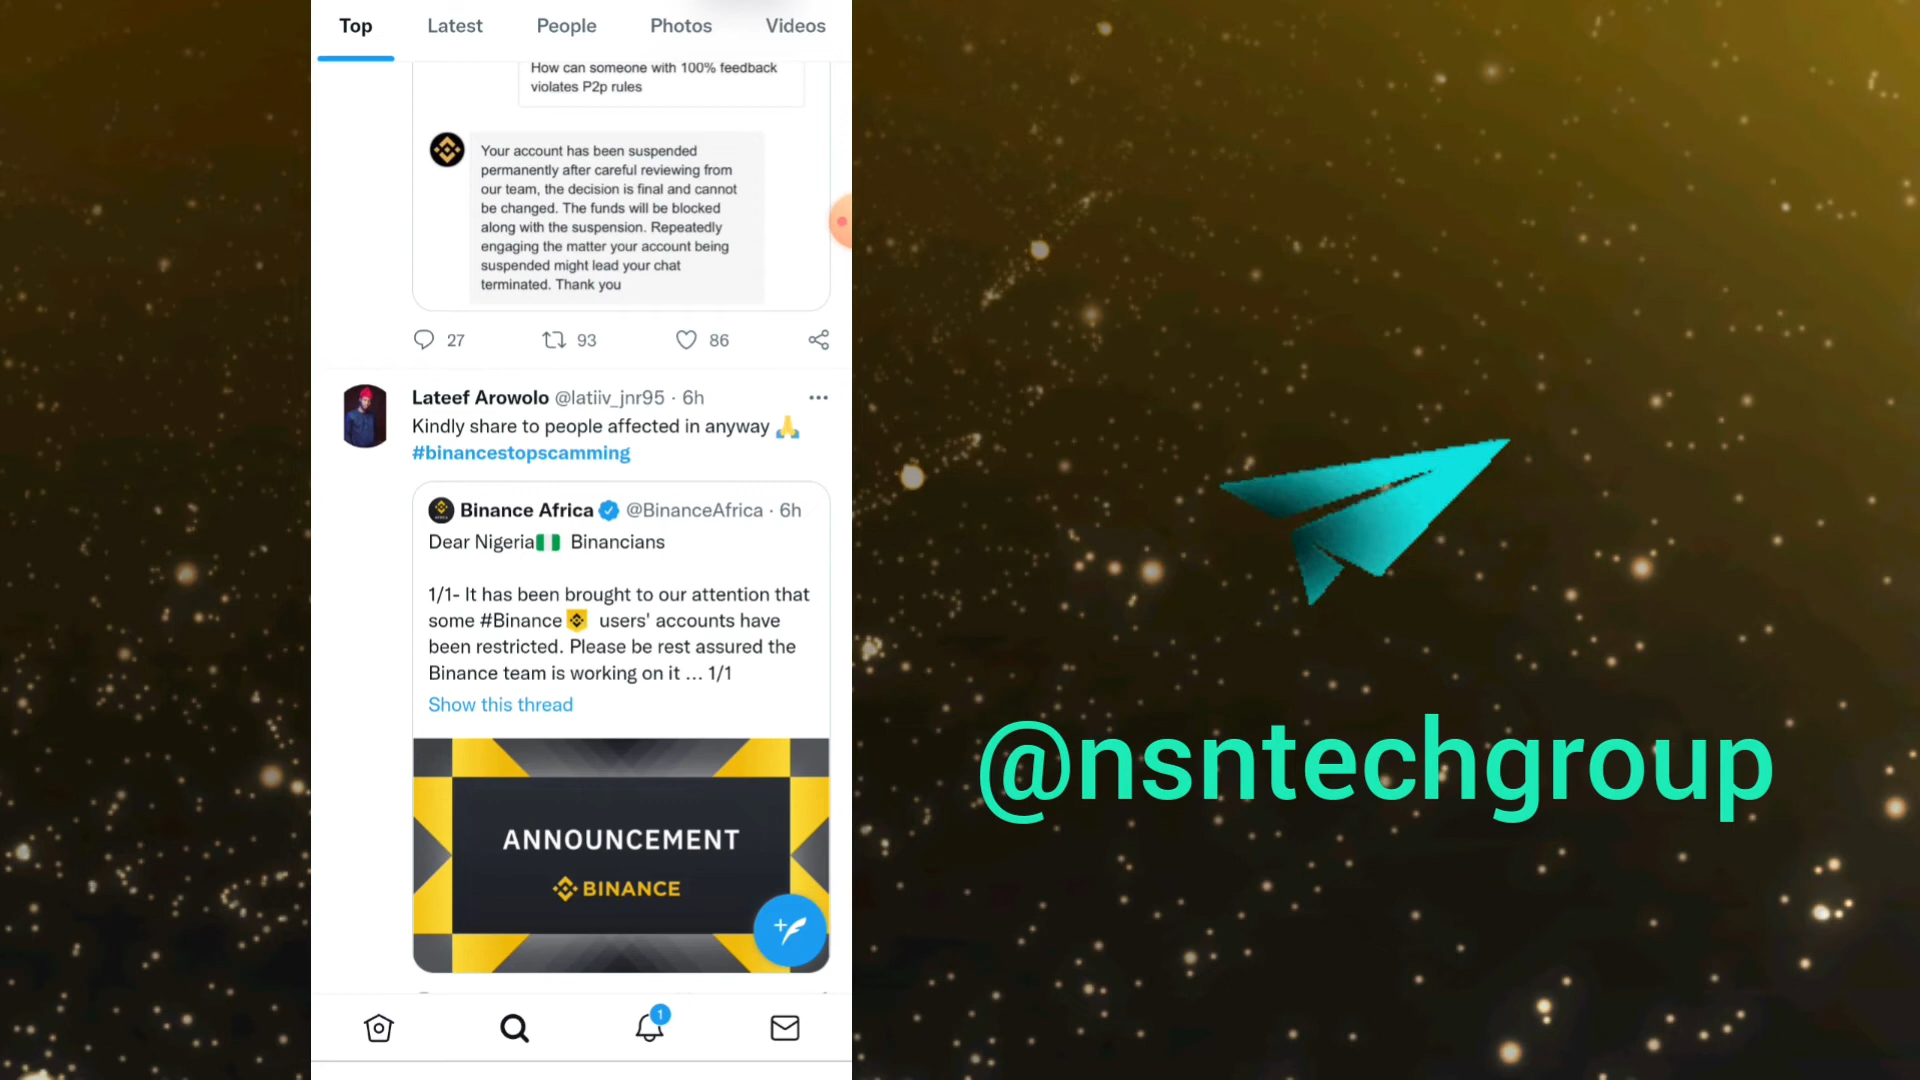 Top Latest People Photos Videos
How can someone with 100% feedback
violates P2p rules
Your account has been suspended
permanently after careful reviewing from
our team, the decision is final and cannot
be changed. The funds will be blocked
along with the suspension. Repeatedly
engaging the matter your account being
suspended might lead your chat
terminated. Thank you
27 93 86
Lateef Arowolo @latiiv_jnr95 · 6h
Kindly share to people affected in anyway 🙏
#binancestopscamming
Binance Africa @BinanceAfrica · 6h
Dear Nigeria🇳🇬 Binancians
1/1- It has been brought to our attention that
some #Binance users' accounts have
been restricted. Please be rest assured the
Binance team is working on it ... 1/1
Show this thread
ANNOUNCEMENT
BINANCE
1
@nsntechgroup